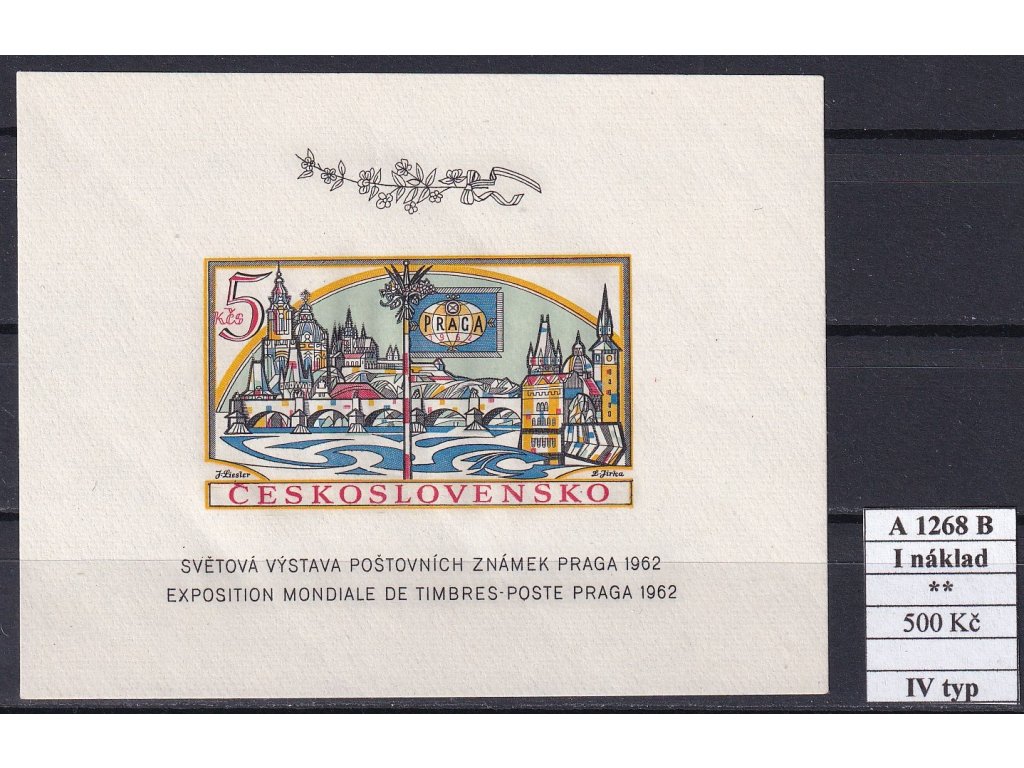 5
Kčs
PRAGA
1962
J. Liesler
L. Jirka
ČESKOSLOVENSKO
SVĚTOVÁ VÝSTAVA POŠTOVNÍCH ZNÁMEK PRAGA 1962
EXPOSITION MONDIALE DE TIMBRES-POSTE PRAGA 1962
A 1268 B
I náklad
**
500 Kč
IV typ